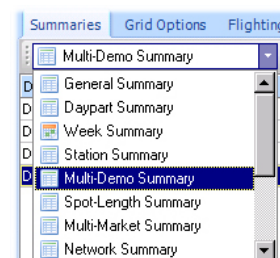 Summaries Grid Options Flighting
Multi-Demo Summary
D General Summary
D Daypart Summary
D Week Summary
D Station Summary
D Multi-Demo Summary
Spot-Length Summary
Multi-Market Summary
Network Summary